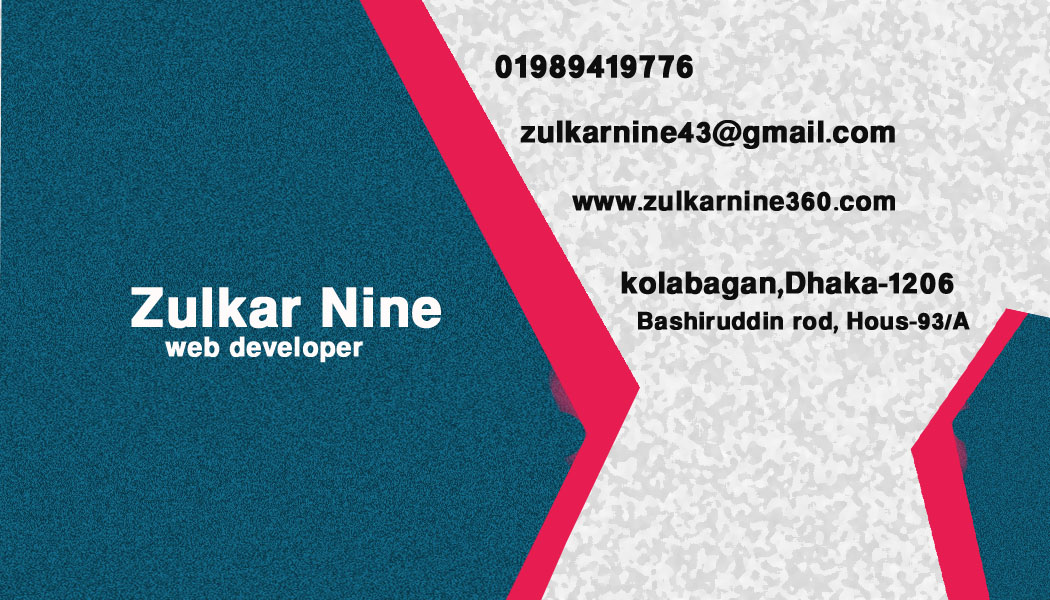 Zulkar Nine
web developer
01989419776
zulkarnine43@gmail.com
www.zulkarnine360.com
kolabagan,Dhaka-1206
Bashiruddin rod, Hous-93/A